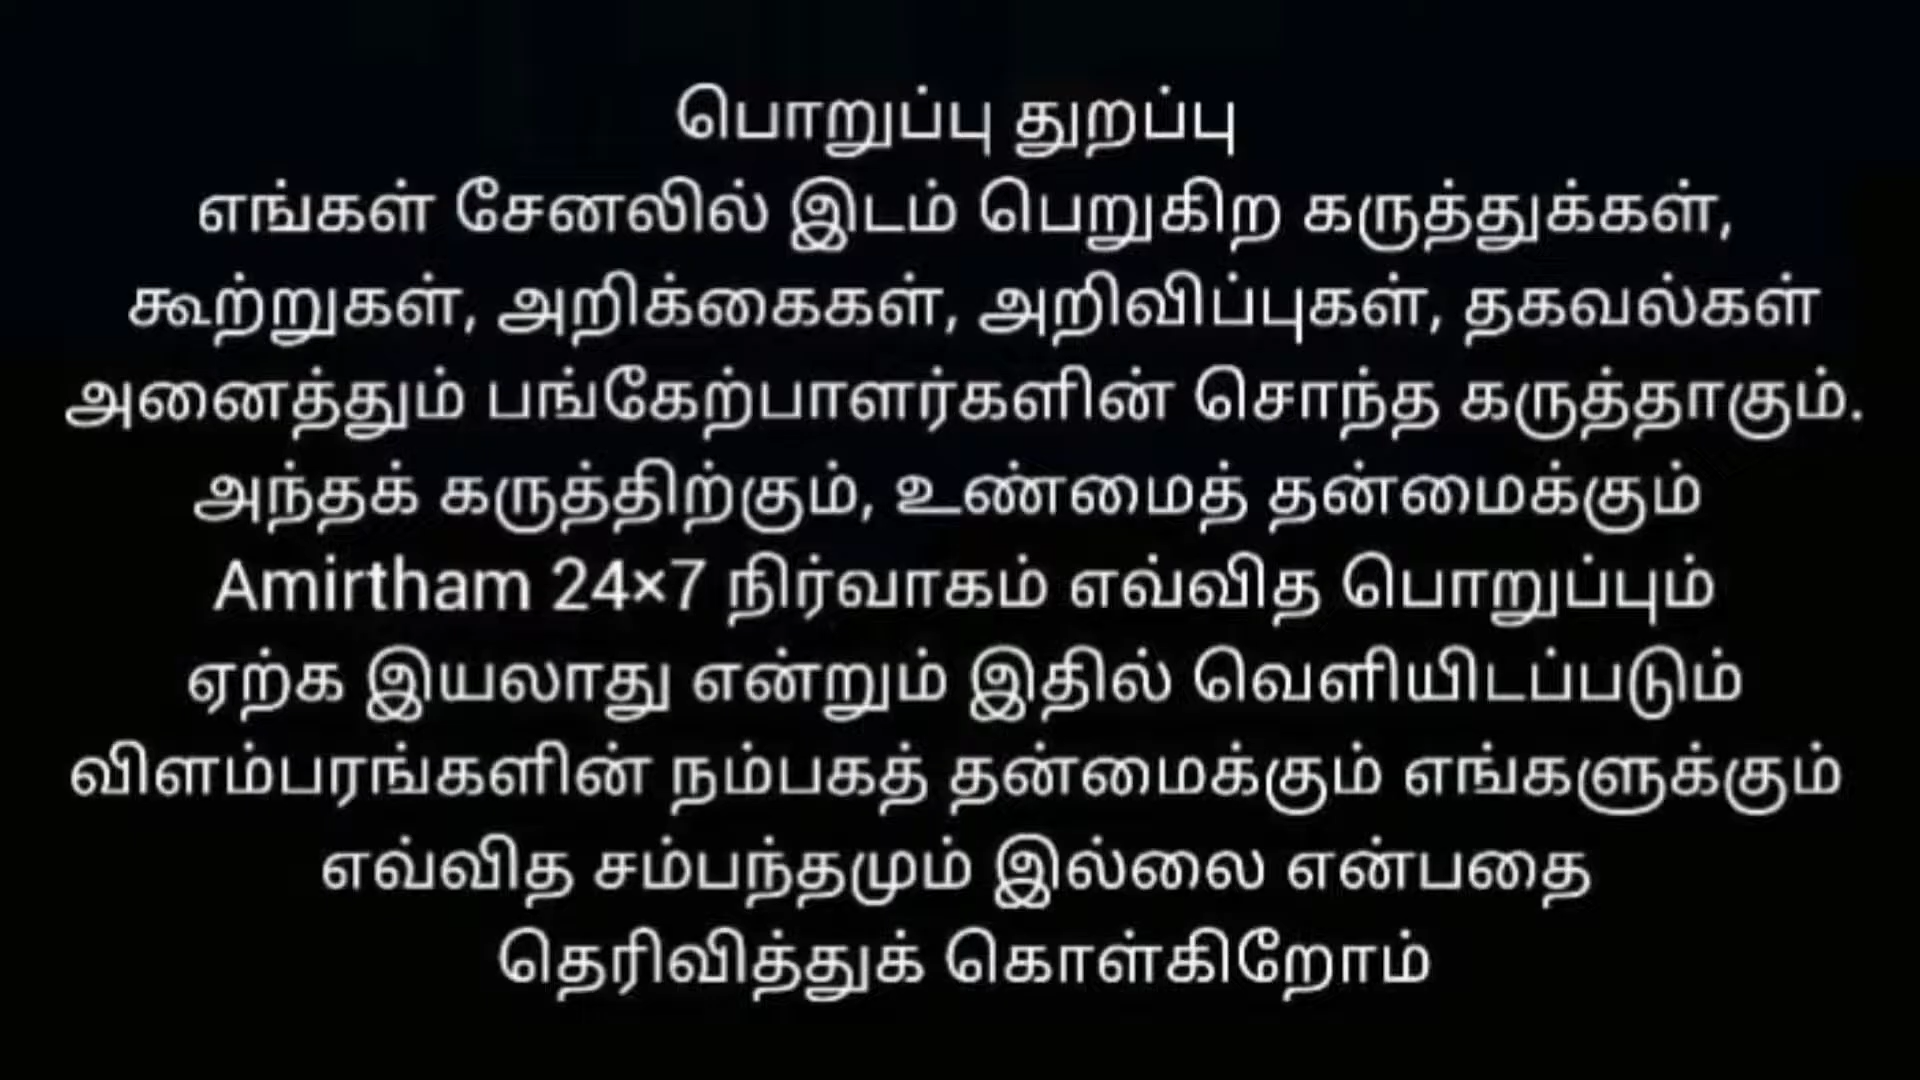 பொறுப்பு துறப்பு
எங்கள் சேனலில் இடம் பெறுகிற கருத்துக்கள்,
கூற்றுகள், அறிக்கைகள், அறிவிப்புகள், தகவல்கள்
அனைத்தும் பங்கேற்பாளர்களின் சொந்த கருத்தாகும்.
அந்தக் கருத்திற்கும், உண்மைத் தன்மைக்கும்
Amirtham 24×7 நிர்வாகம் எவ்வித பொறுப்பும்
ஏற்க இயலாது என்றும் இதில் வெளியிடப்படும்
விளம்பரங்களின் நம்பகத் தன்மைக்கும் எங்களுக்கும்
எவ்வித சம்பந்தமும் இல்லை என்பதை
தெரிவித்துக் கொள்கிறோம்